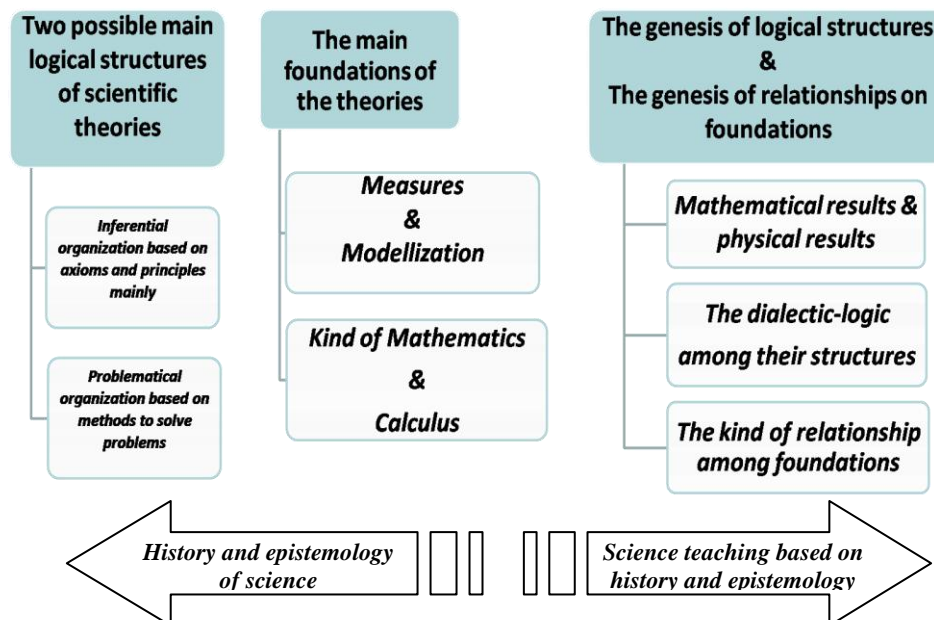 Two possible main
logical structures
of scientific
theories
Inferential
organization based on
axioms and principles
mainly
Problematical
organization based on
methods to solve
problems
The main
foundations of
the theories
Measures
&
Modellization
Kind of Mathematics
&
Calculus
The genesis of logical structures
&
The genesis of relationships on
foundations
Mathematical results &
physical results
The dialectic-logic
among their structures
The kind of relationship
among foundations
History and epistemology
of science
Science teaching based on
history and epistemology